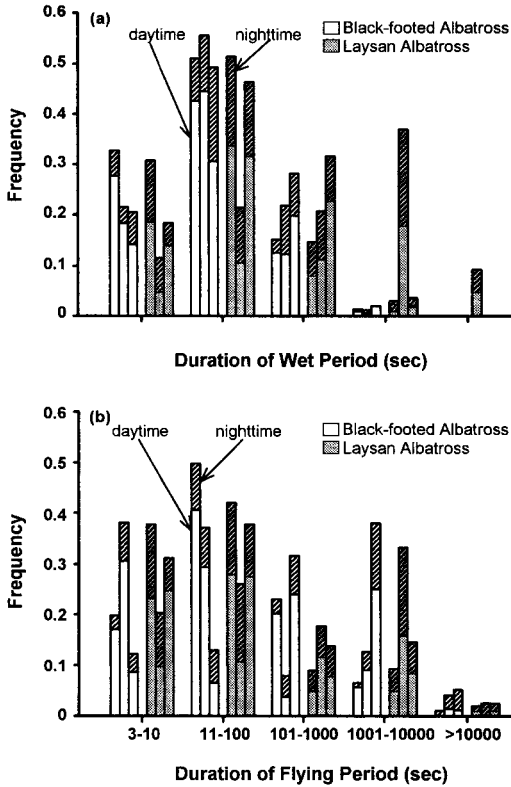 (a)
daytime
nighttime
Black-footed Albatross
Laysan Albatross
0.6
0.5
0.4
0.3
0.2
0.1
0
Frequency
Duration of Wet Period (sec)
(b)
daytime
nighttime
Black-footed Albatross
Laysan Albatross
0.6
0.5
0.4
0.3
0.2
0.1
0
Frequency
3-10
11-100
101-1000
1001-10000
>10000
Duration of Flying Period (sec)